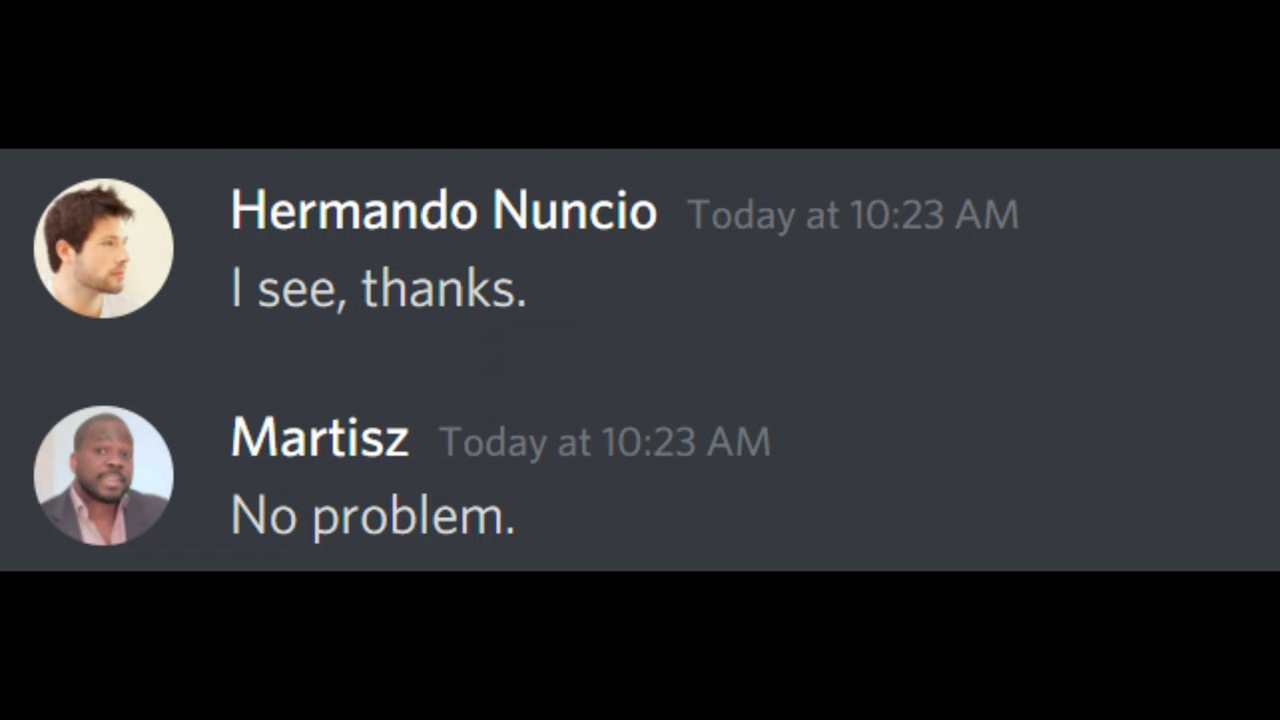 Hermando Nuncio Today at 10:23 AM
I see, thanks.
Martisz Today at 10:23 AM
No problem.